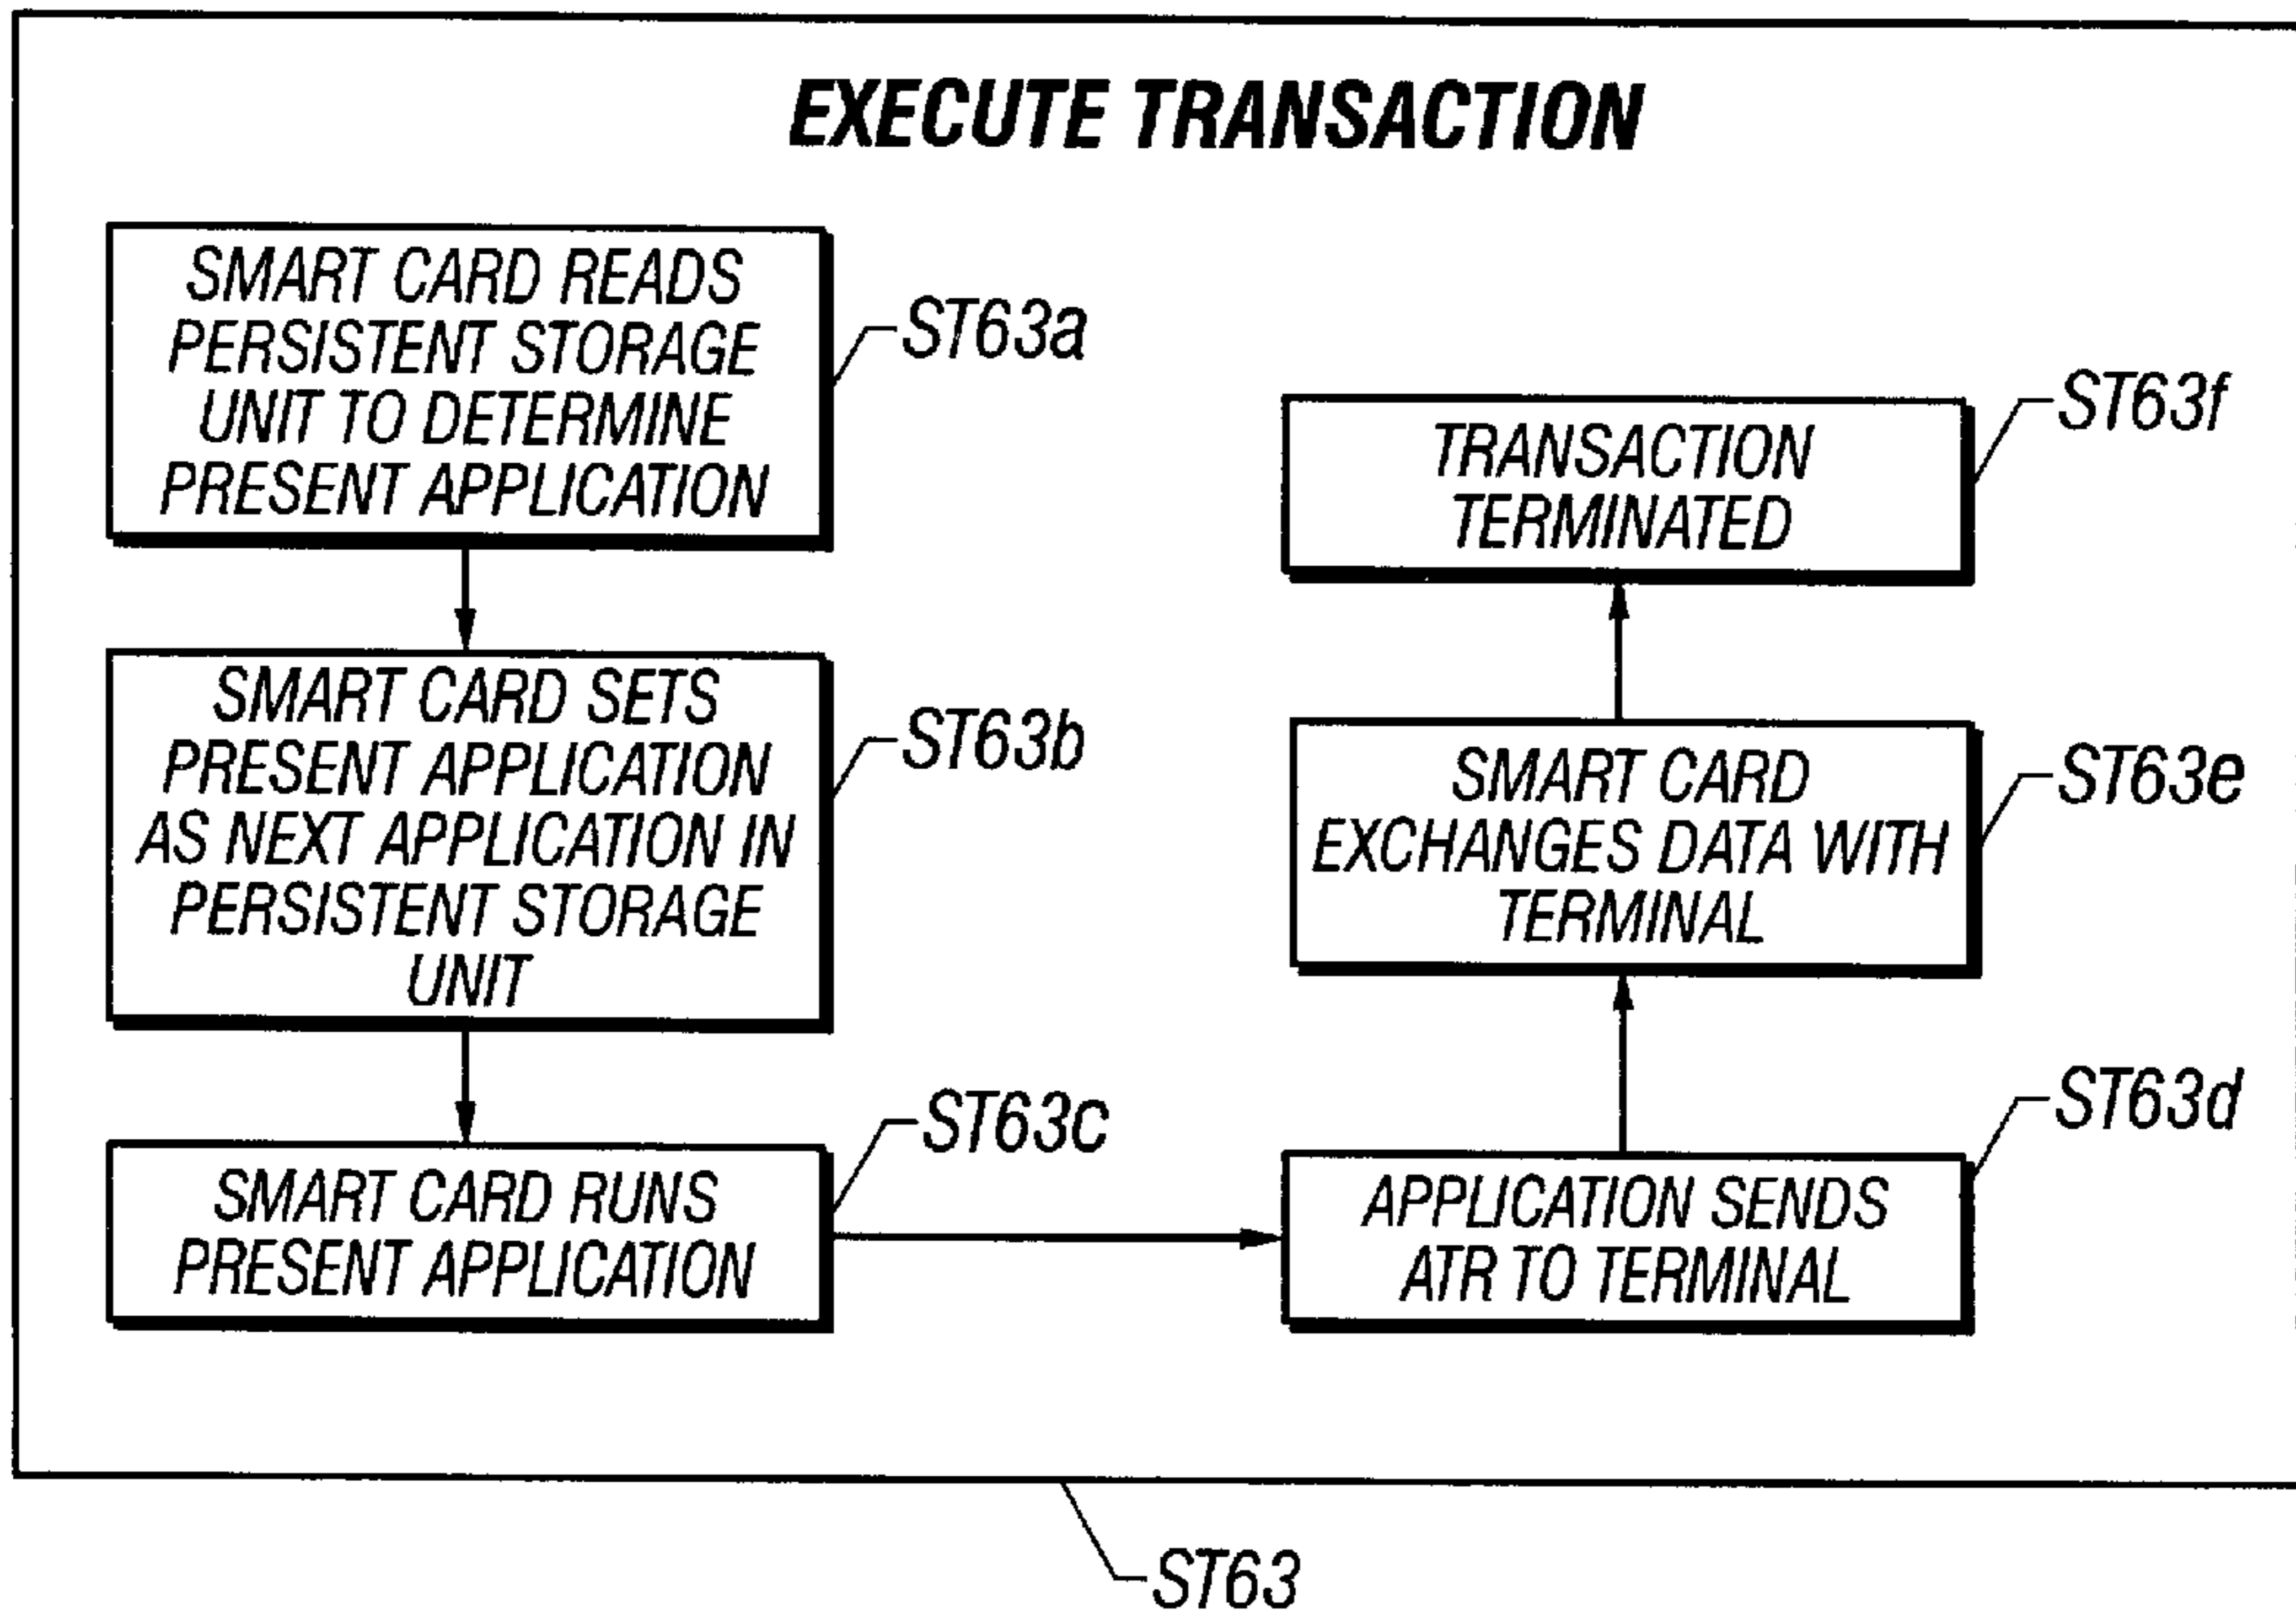 EXECUTE TRANSACTION
SMART CARD READS
PERSISTENT STORAGE
UNIT TO DETERMINE
PRESENT APPLICATION
ST63a
SMART CARD SETS
PRESENT APPLICATION
AS NEXT APPLICATION IN
PERSISTENT STORAGE
UNIT
ST63b
SMART CARD RUNS
PRESENT APPLICATION
ST63c
APPLICATION SENDS
ATR TO TERMINAL
ST63d
SMART CARD
EXCHANGES DATA WITH
TERMINAL
ST63e
TRANSACTION
TERMINATED
ST63f
ST63